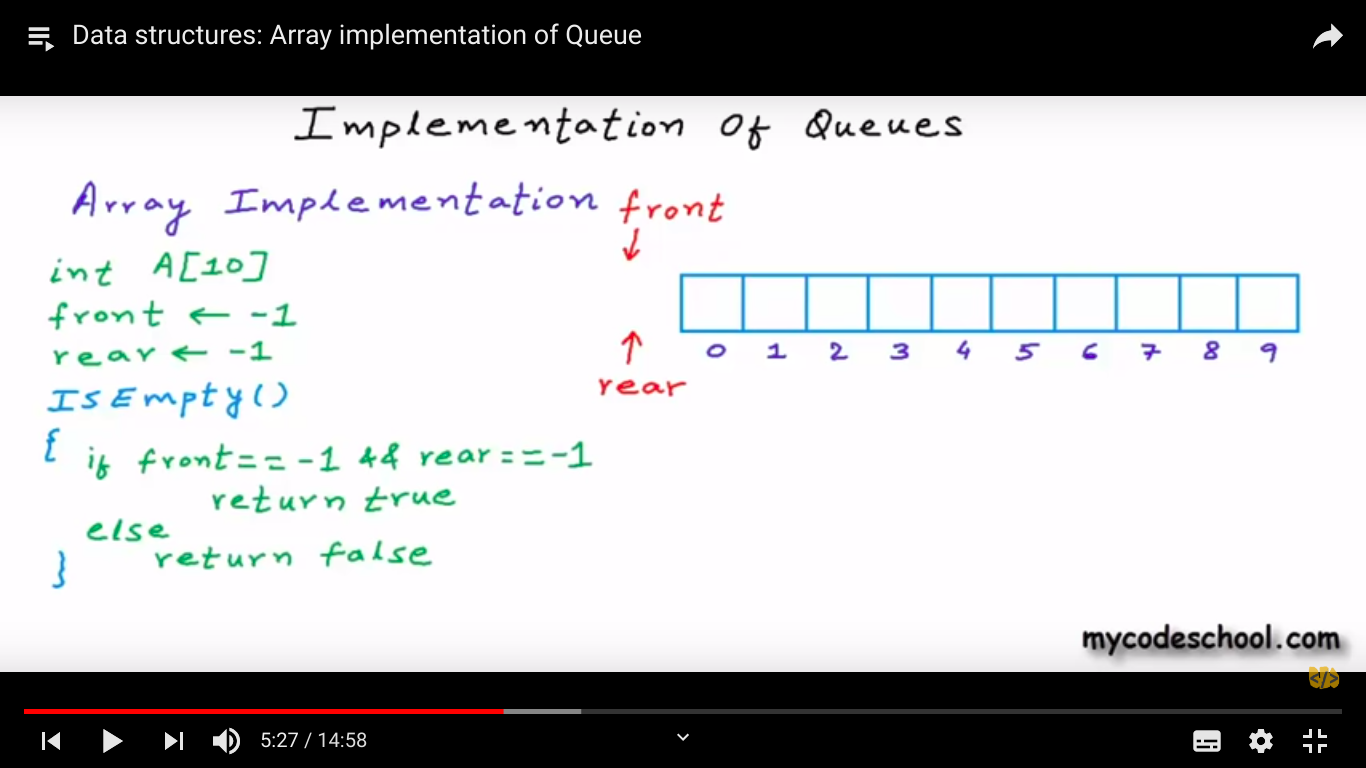 Data structures: Array implementation of Queue
Implementation of Queues
Array Implementation
front
↓
int A[10]
front ← -1
rear ← -1
0 1 2 3 4 5 6 7 8 9
↑
rear
IsEmpty()
{
if front == -1 && rear == -1
return true
else
return false
}
mycodeschool.com
</>
5:27 / 14:58